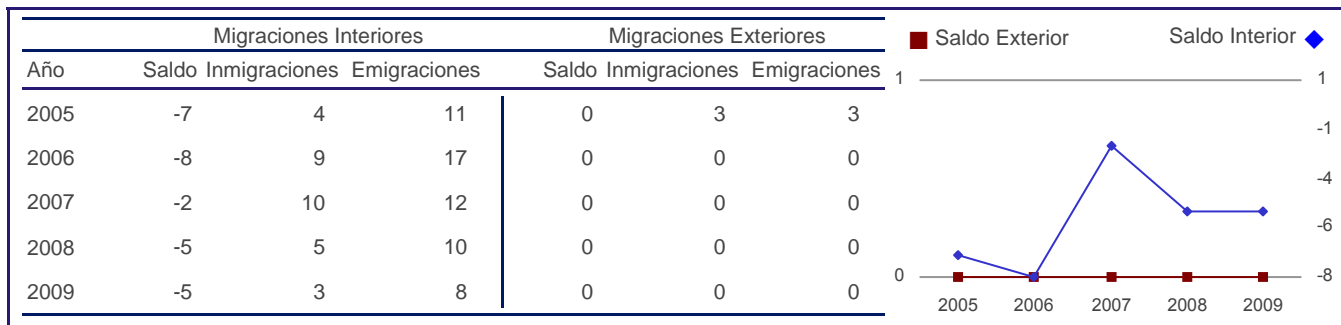 Migraciones Interiores Migraciones Exteriores
Año Saldo Inmigraciones Emigraciones Saldo Inmigraciones Emigraciones
2005 -7 4 11 0 3 3
2006 -8 9 17 0 0 0
2007 -2 10 12 0 0 0
2008 -5 5 10 0 0 0
2009 -5 3 8 0 0 0
Saldo Exterior Saldo Interior
1 1
-1
-4
-6
0 -8
2005 2006 2007 2008 2009